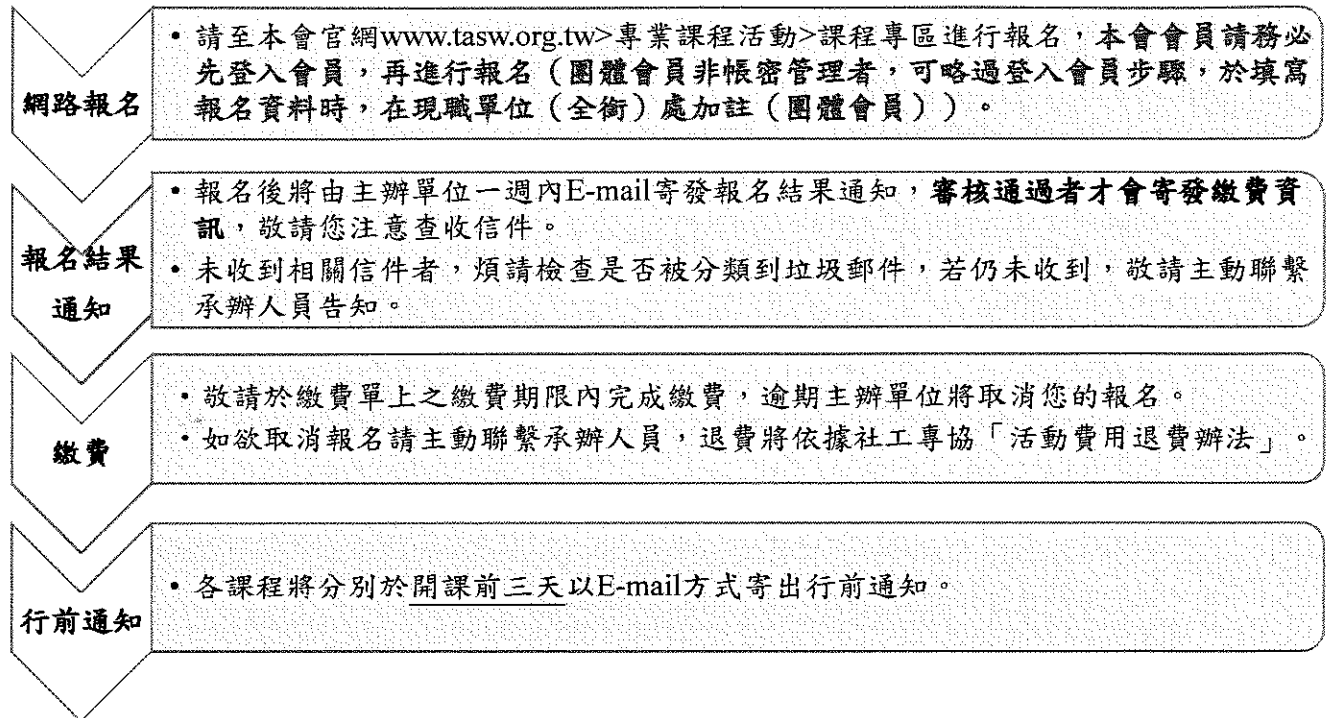 網路報名
• 請至本會官網www.tasw.org.tw>專業課程活動>課程專區進行報名，本會會員請務必
先登入會員，再進行報名（團體會員非帳密管理者，可略過登入會員步驟，於填寫
報名資料時，在現職單位（全銜）處加註（團體會員））。
報名結果
通知
• 報名後將由主辦單位一週內E-mail寄發報名結果通知，審核通過者才會寄發繳費資
訊，敬請您注意查收信件。
• 未收到相關信件者，煩請檢查是否被分類到垃圾郵件，若仍未收到，敬請主動聯繫
承辦人員告知。
繳費
• 敬請於繳費單上之繳費期限內完成繳費，逾期主辦單位將取消您的報名。
• 如欲取消報名請主動聯繫承辦人員，退費將依據社工專協「活動費用退費辦法」。
行前通知
• 各課程將分別於開課前三天以E-mail方式寄出行前通知。